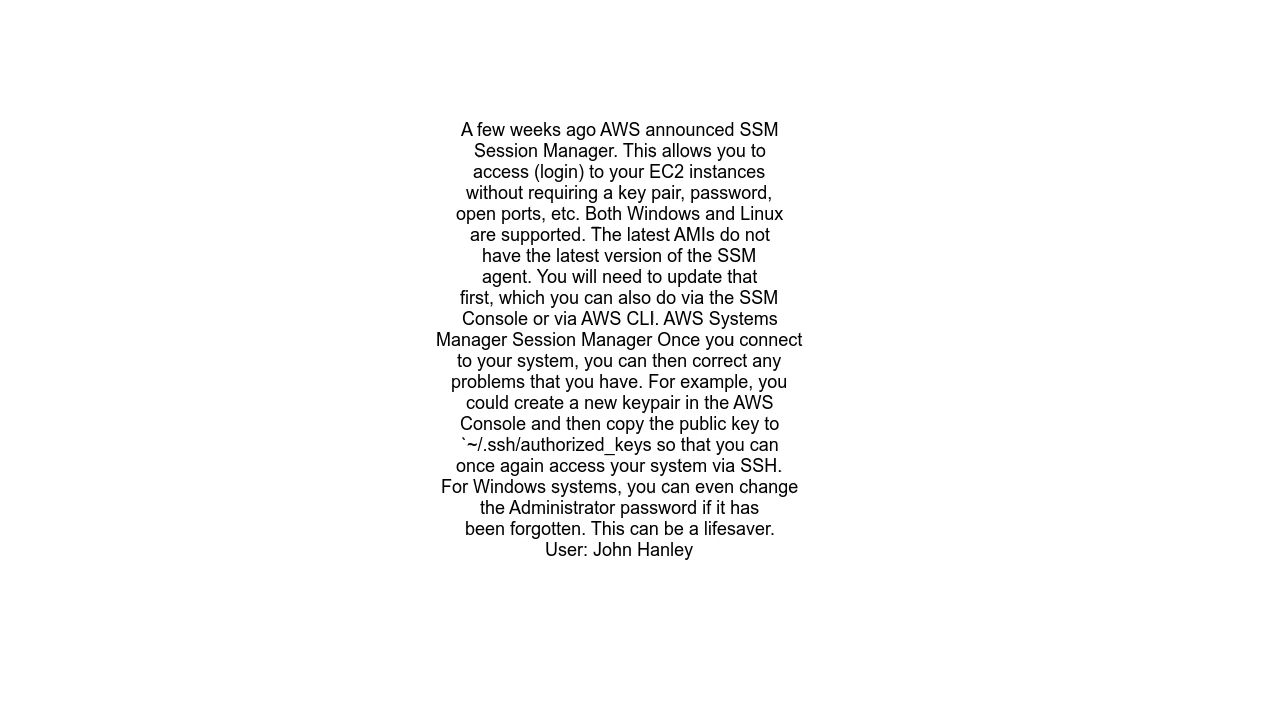 A few weeks ago AWS announced SSM
Session Manager. This allows you to
access (login) to your EC2 instances
without requiring a key pair, password,
open ports, etc. Both Windows and Linux
are supported. The latest AMIs do not
have the latest version of the SSM
agent. You will need to update that
first, which you can also do via the SSM
Console or via AWS CLI. AWS Systems
Manager Session Manager Once you connect
to your system, you can then correct any
problems that you have. For example, you
could create a new keypair in the AWS
Console and then copy the public key to
`~/.ssh/authorized_keys so that you can
once again access your system via SSH.
For Windows systems, you can even change
the Administrator password if it has
been forgotten. This can be a lifesaver.
User: John Hanley